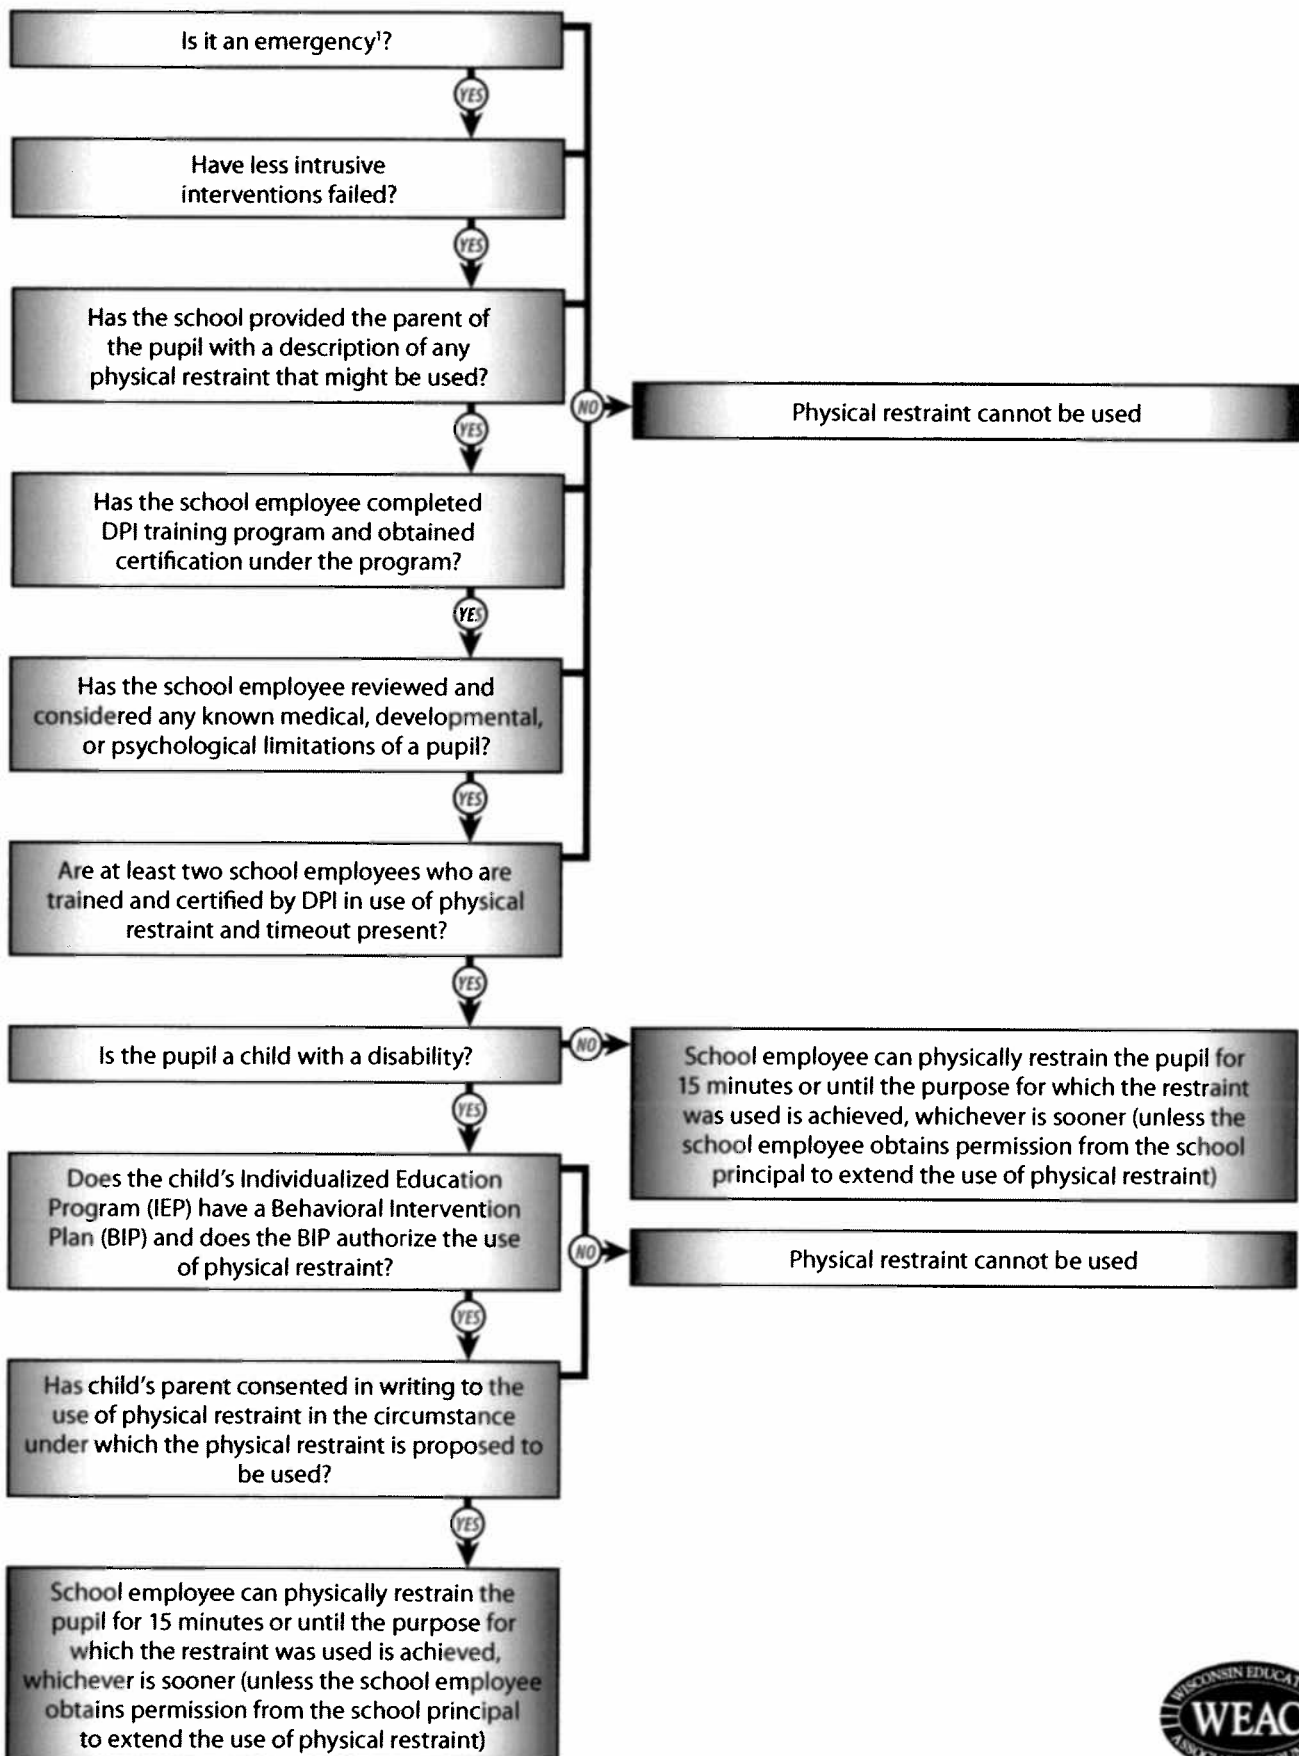 Is it an emergency¹?
YES
Have less intrusive
interventions failed?
YES
Has the school provided the parent of
the pupil with a description of any
physical restraint that might be used?
NO
Physical restraint cannot be used
YES
Has the school employee completed
DPI training program and obtained
certification under the program?
YES
Has the school employee reviewed and
considered any known medical, developmental,
or psychological limitations of a pupil?
YES
Are at least two school employees who are
trained and certified by DPI in use of physical
restraint and timeout present?
YES
Is the pupil a child with a disability?
NO
School employee can physically restrain the pupil for
15 minutes or until the purpose for which the restraint
was used is achieved, whichever is sooner (unless the
school employee obtains permission from the school
principal to extend the use of physical restraint)
YES
Does the child's Individualized Education
Program (IEP) have a Behavioral Intervention
Plan (BIP) and does the BIP authorize the use
of physical restraint?
NO
Physical restraint cannot be used
YES
Has child's parent consented in writing to the
use of physical restraint in the circumstance
under which the physical restraint is proposed to
be used?
YES
School employee can physically restrain the
pupil for 15 minutes or until the purpose for
which the restraint was used is achieved,
whichever is sooner (unless the school employee
obtains permission from the school principal
to extend the use of physical restraint)
WISCONSIN EDUCAT
WEAC